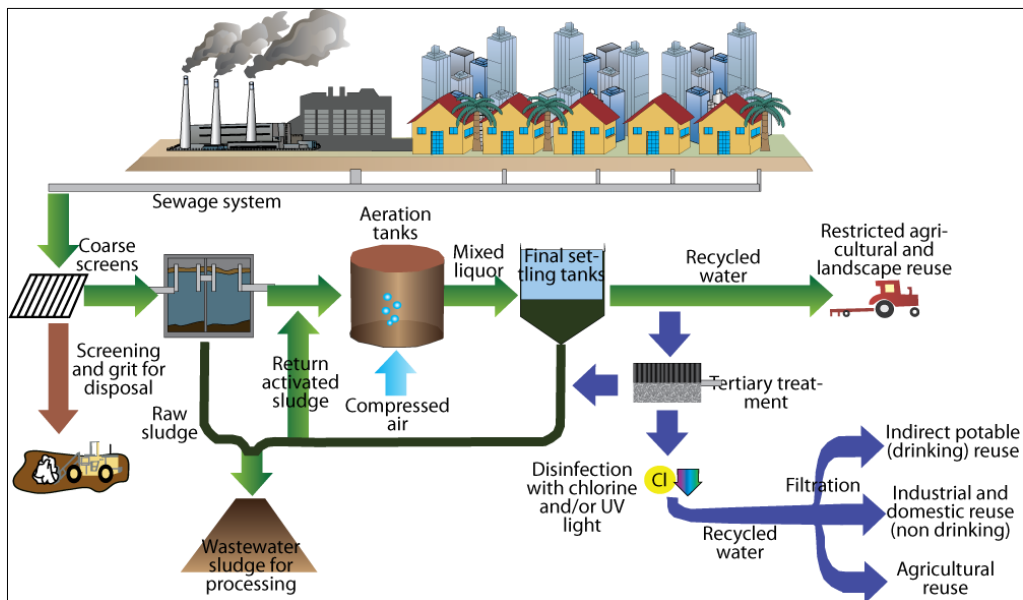 Sewage system
Coarse
screens
Aeration
tanks
Mixed
liquor
Final set-
tling tanks
Recycled
water
Restricted agri-
cultural and
landscape reuse
Screening
and grit for
disposal
Raw
sludge
Return
activated
sludge
Compressed
air
Tertiary treat-
ment
Disinfection
with chlorine
and/or UV
light
Cl
Filtration
Recycled
water
Indirect potable
(drinking) reuse
Industrial and
domestic reuse
(non drinking)
Agricultural
reuse
Wastewater
sludge for
processing